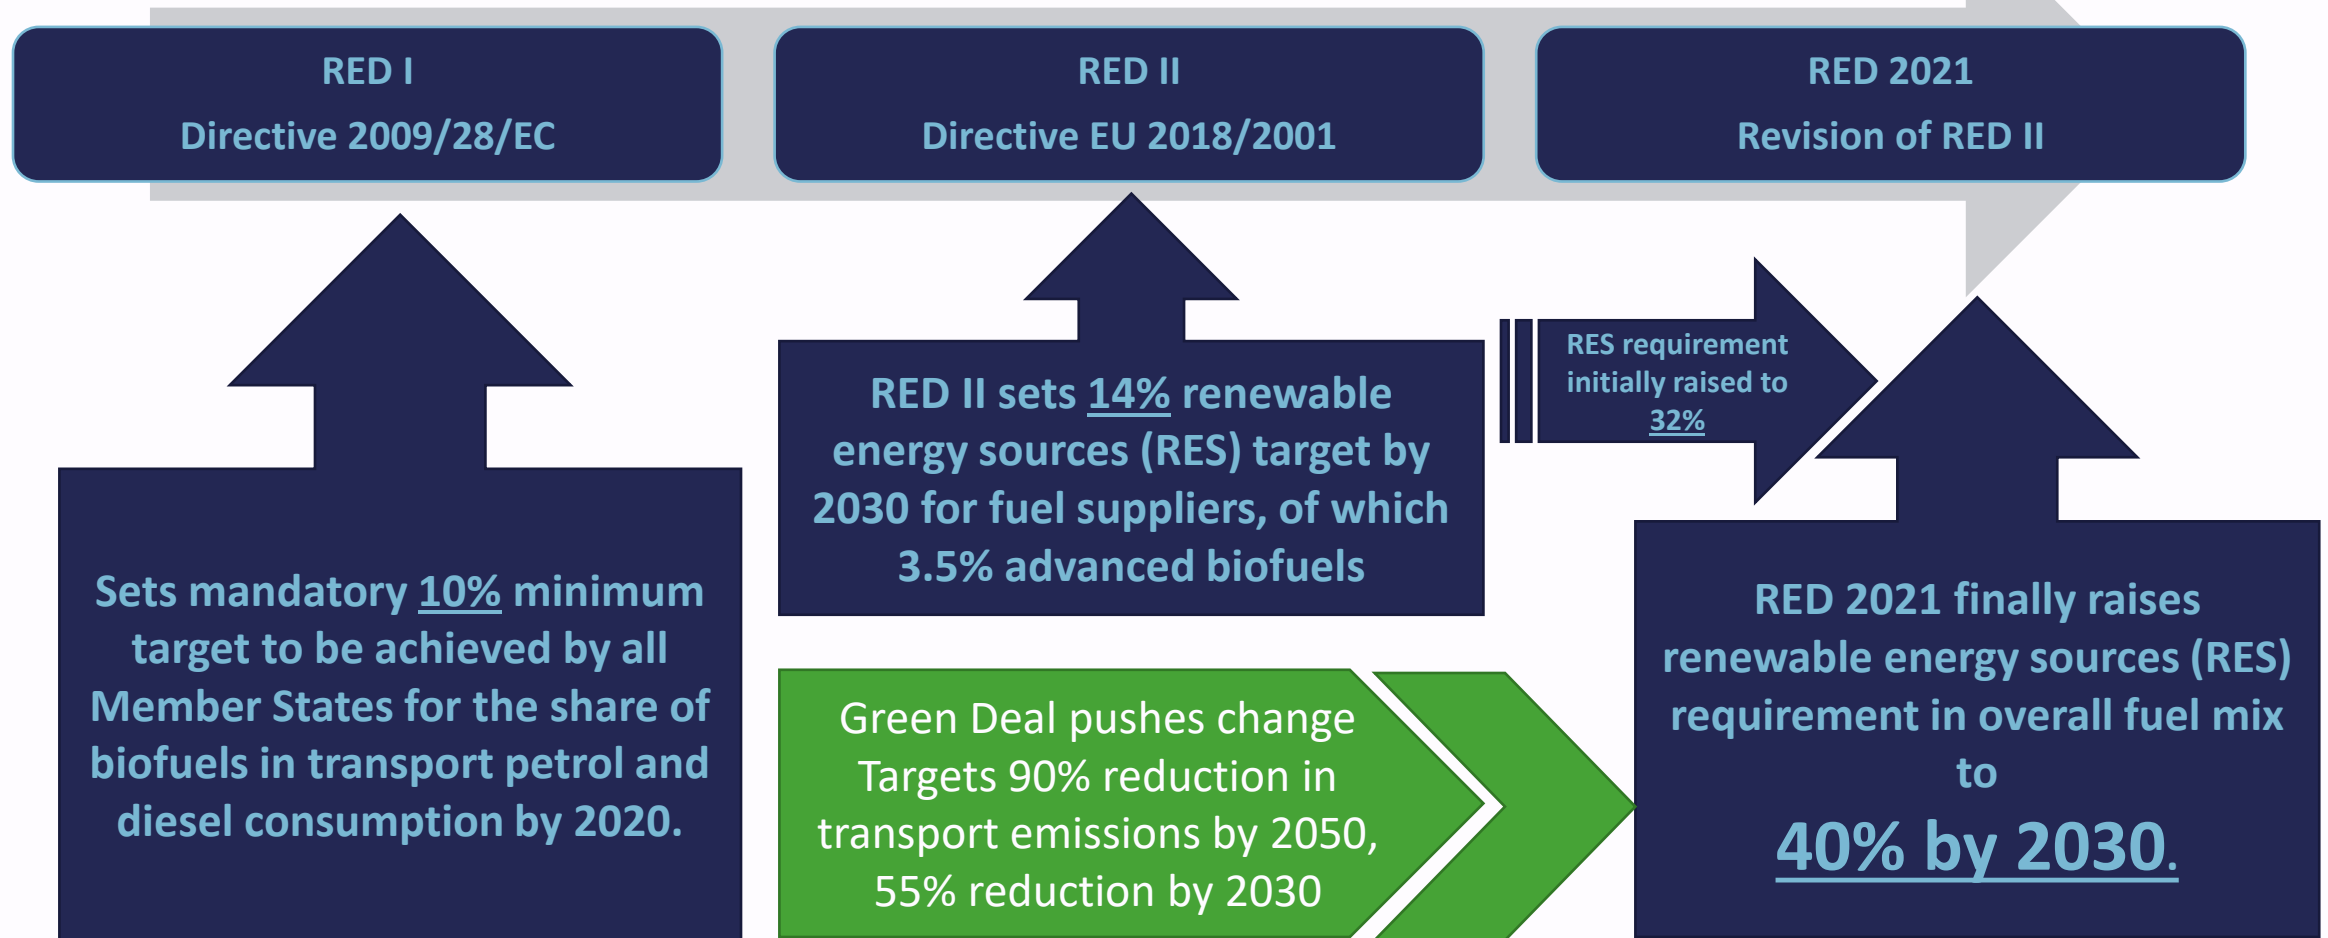 RED I
Directive 2009/28/EC
RED II
Directive EU 2018/2001
RED 2021
Revision of RED II
Sets mandatory 10% minimum
target to be achieved by all
Member States for the share of
biofuels in transport petrol and
diesel consumption by 2020.
RED II sets 14% renewable
energy sources (RES) target by
2030 for fuel suppliers, of which
3.5% advanced biofuels
RES requirement
initially raised to
32%
Green Deal pushes change
Targets 90% reduction in
transport emissions by 2050,
55% reduction by 2030
RED 2021 finally raises
renewable energy sources (RES)
requirement in overall fuel mix
to
40% by 2030.